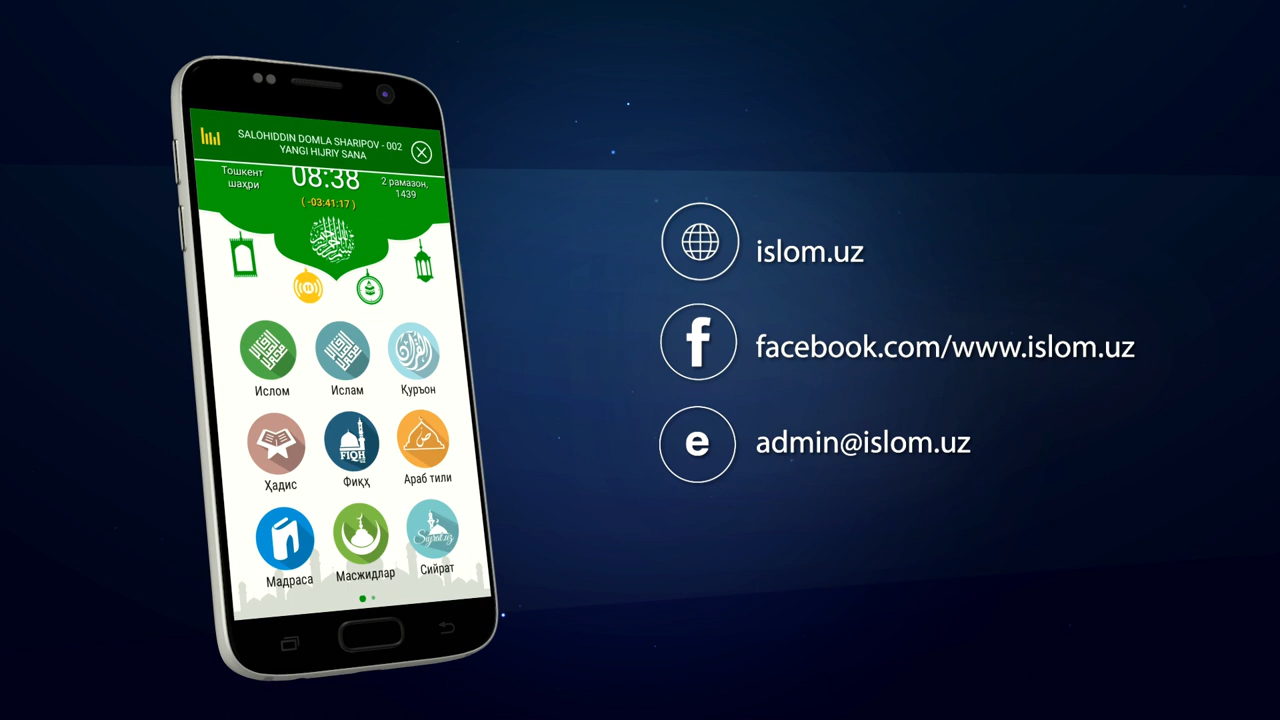 SALOHIDDIN DOMLA SHARIPOV - 002
YANGI HIJRIY SANA
Тошкент
шаҳри
08:38
2 рамазон,
1439
( -03:41:17 )
Ислом
Ислам
Қуръон
FIQH
Ҳадис
Фиқҳ
Араб тили
Мадраса
Масжидлар
Сийрат
islom.uz
facebook.com/www.islom.uz
admin@islom.uz